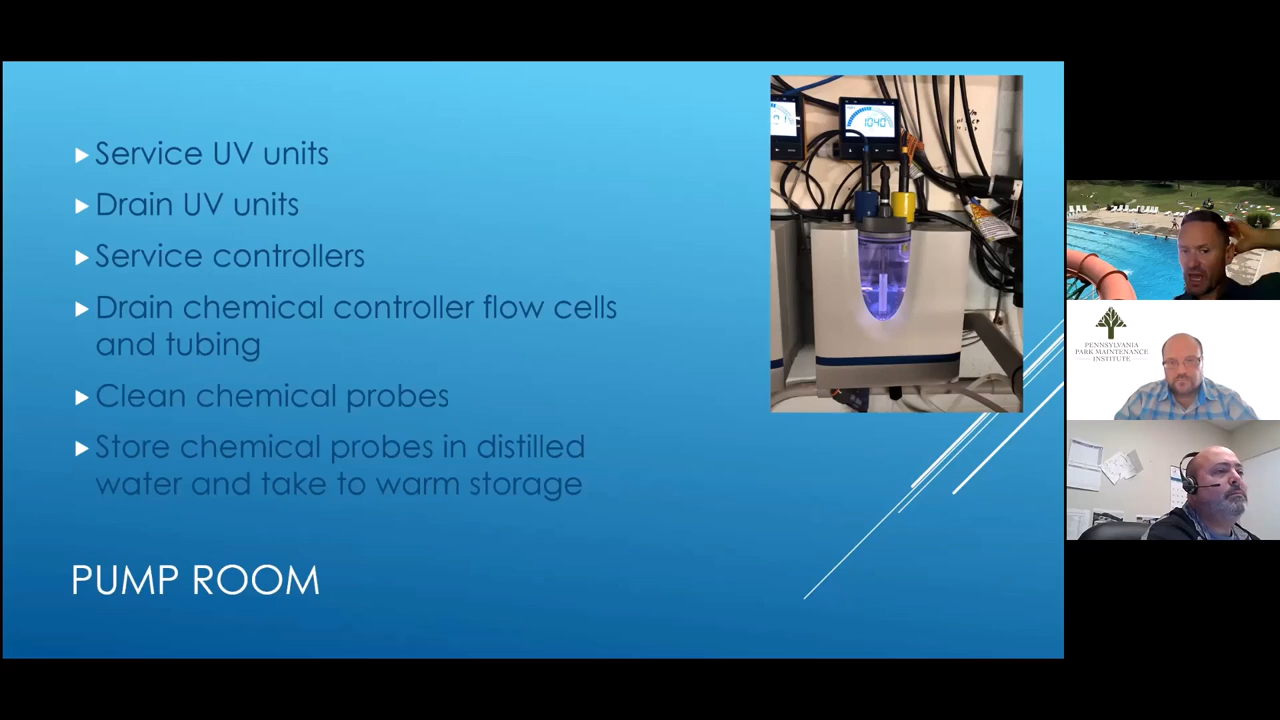 Service UV units
Drain UV units
Service controllers
Drain chemical controller flow cells
and tubing
Clean chemical probes
Store chemical probes in distilled
water and take to warm storage
PUMP ROOM
1040
PENNSYLVANIA
PARK MAINTENANCE
INSTITUTE